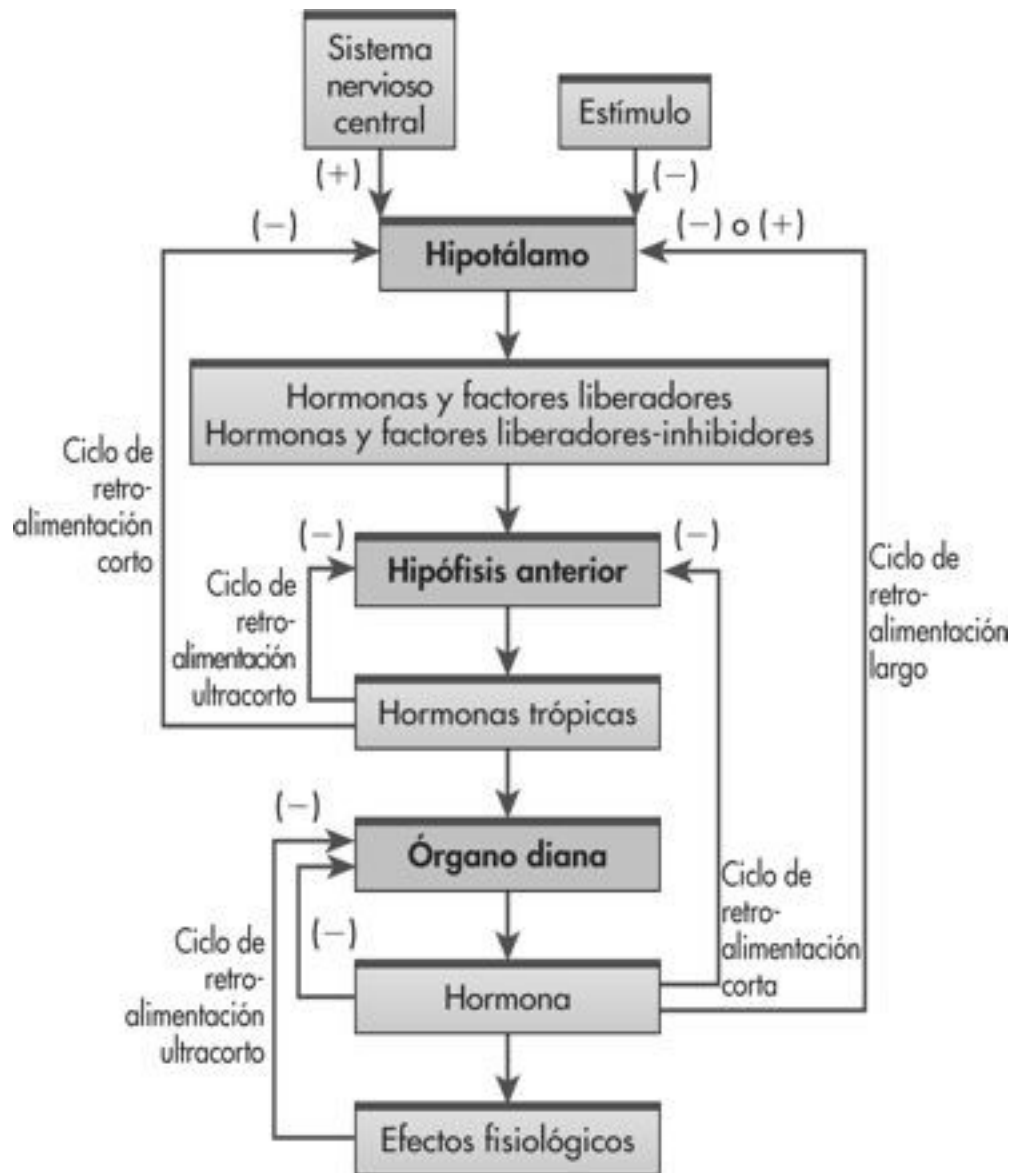 Sistema
nervioso
central
Estímulo
(+)
(−)
(−)
(−) o (+)
Hipotálamo
Hormonas y factores liberadores
Hormonas y factores liberadores-inhibidores
Ciclo de
retro-
alimentación
corto
(−)
(−)
Hipófisis anterior
Ciclo de
retro-
alimentación
largo
Ciclo de
retro-
alimentación
ultracorto
Hormonas trópicas
(−)
Órgano diana
Ciclo de
retro-
alimentación
corta
(−)
Ciclo de
retro-
alimentación
ultracorto
Hormona
Efectos fisiológicos